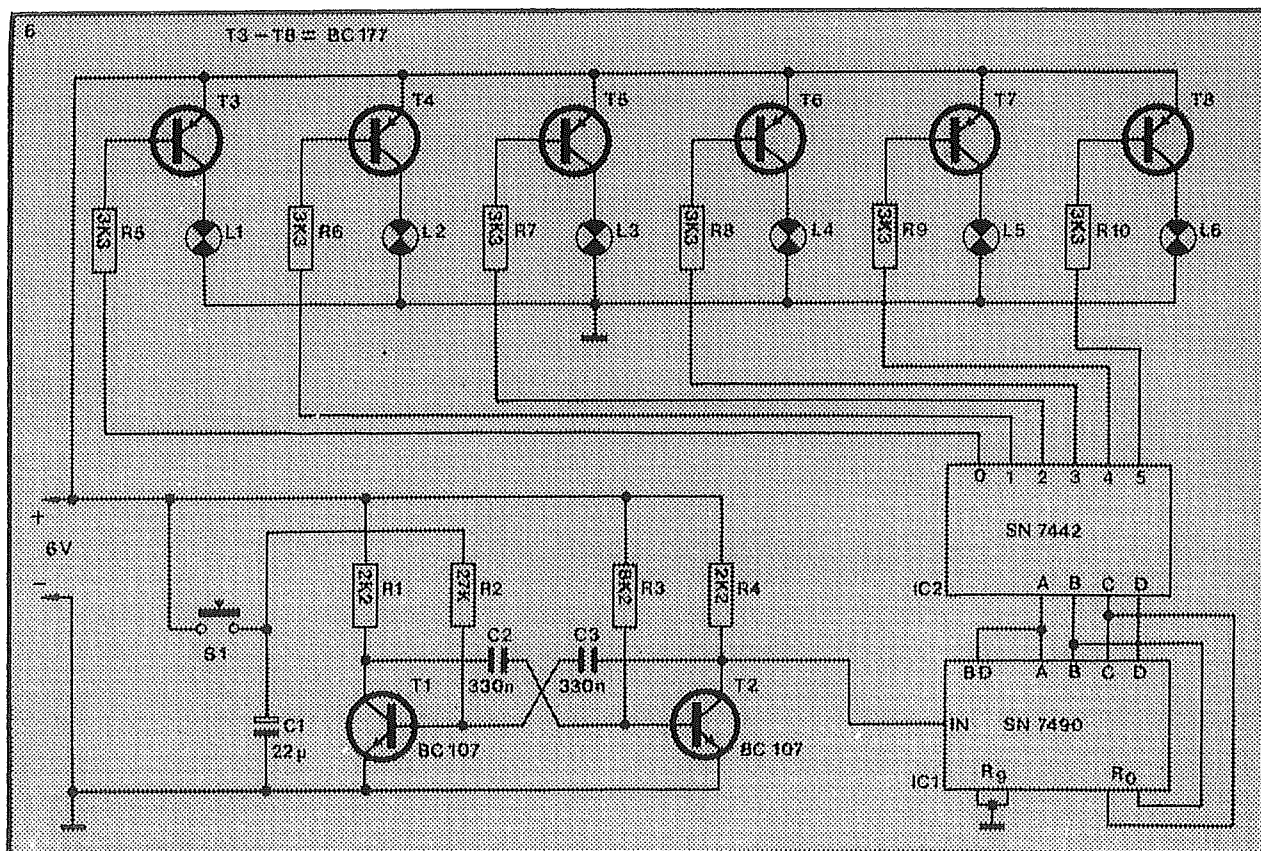 6
T3 – T8 = BC 177
T3 T4 T5 T6 T7 T8
3K3 R5 L1 3K3 R6 L2 3K3 R7 L3 3K3 R8 L4 3K3 R9 L5 3K3 R10 L6
0 1 2 3 4 5
SN 7442
IC2
A B C D
+
6V
–
S1
2K2 R1
27K R2
8K2 R3
2K2 R4
C2
330n
C3
330n
C1
22µ
T1
BC 107
T2
BC 107
BD A B C D
IN
SN 7490
IC1
R9 R0